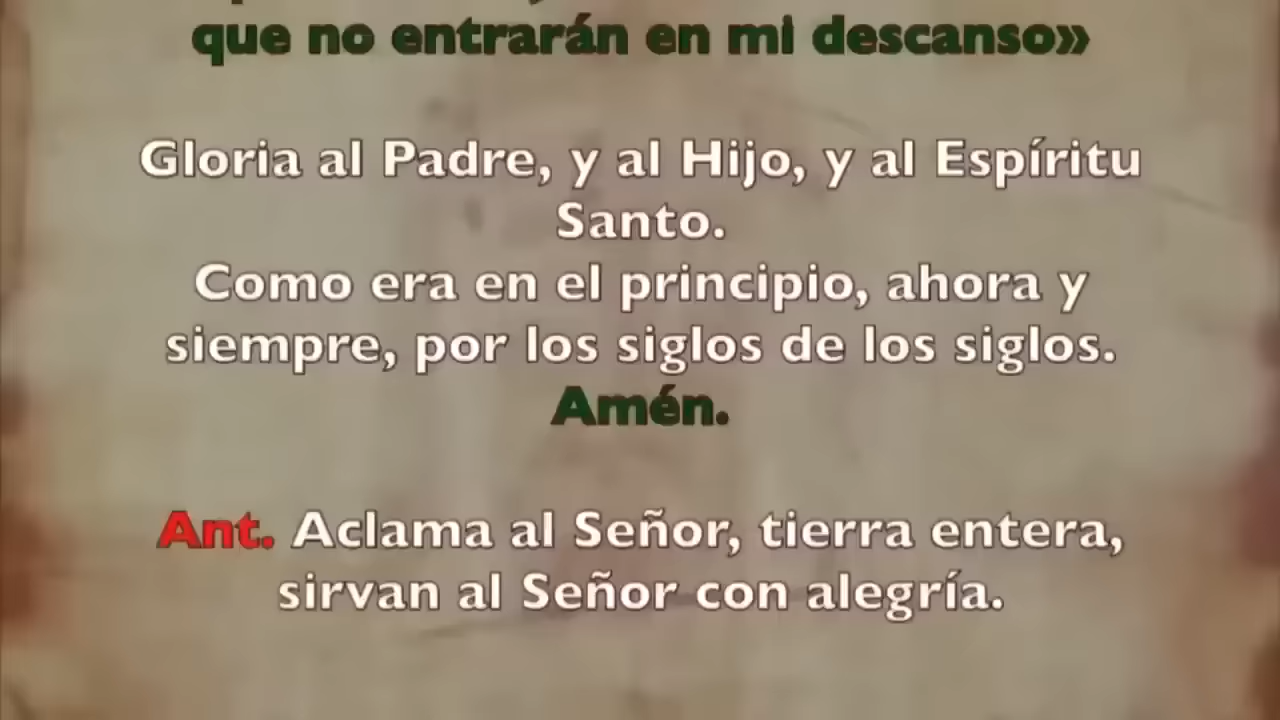 que no entrarán en mi descanso»
Gloria al Padre, y al Hijo, y al Espíritu
Santo.
Como era en el principio, ahora y
siempre, por los siglos de los siglos.
Amén.
Ant. Aclama al Señor, tierra entera,
sirvan al Señor con alegría.